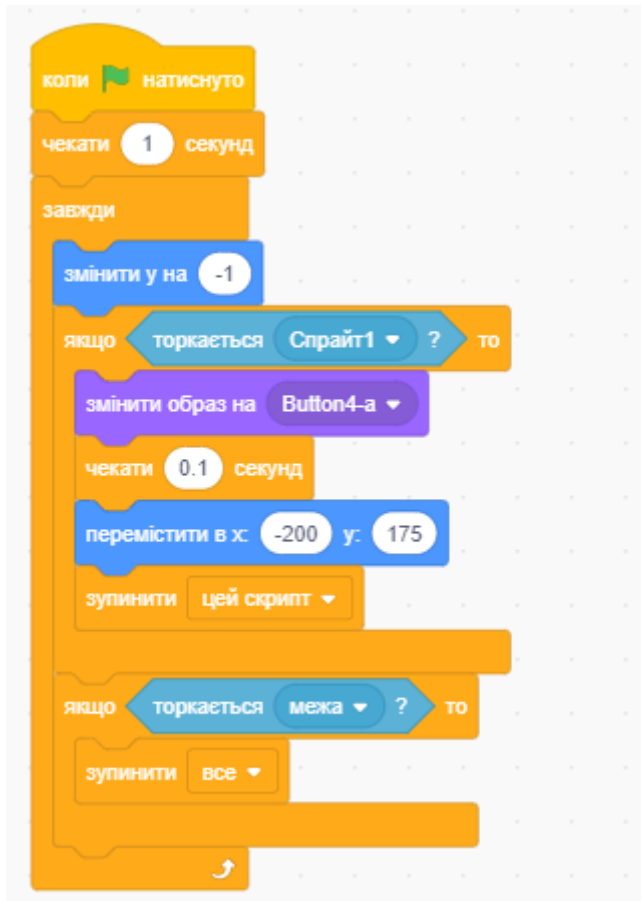 коли натиснуто
чекати 1 секунд
завжди
змінити y на -1
якщо торкається Спрайт1 ? то
змінити образ на Button4-a
чекати 0.1 секунд
перемістити в x: -200 y: 175
зупинити цей скрипт
якщо торкається межа ? то
зупинити все